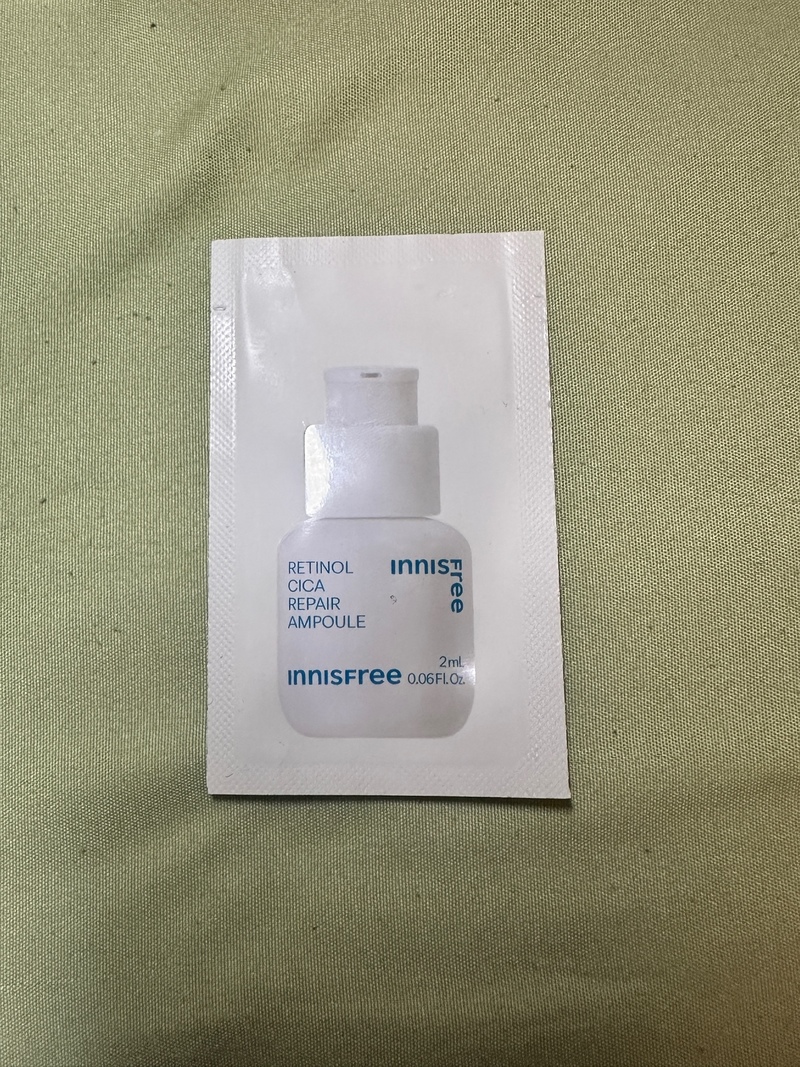 RETINOL
CICA
REPAIR
AMPOULE
INNISFree
INNISFree 2mL
0.06Fl.Oz.